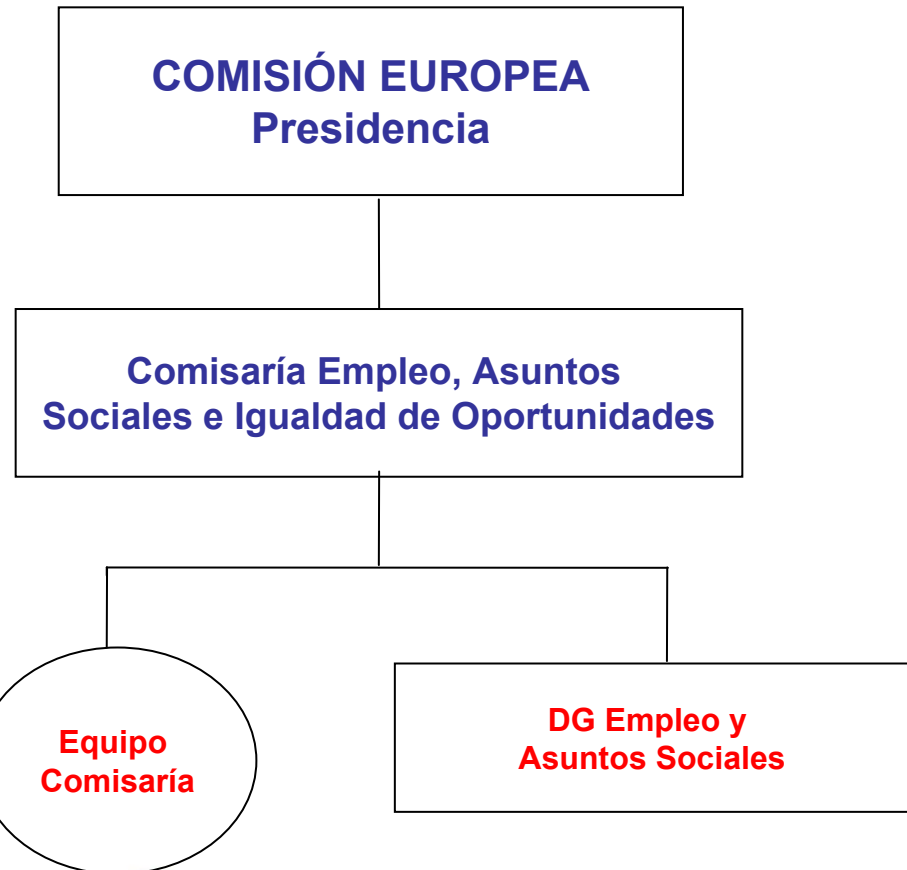 COMISIÓN EUROPEA
Presidencia
Comisaría Empleo, Asuntos
Sociales e Igualdad de Oportunidades
Equipo
Comisaría
DG Empleo y
Asuntos Sociales